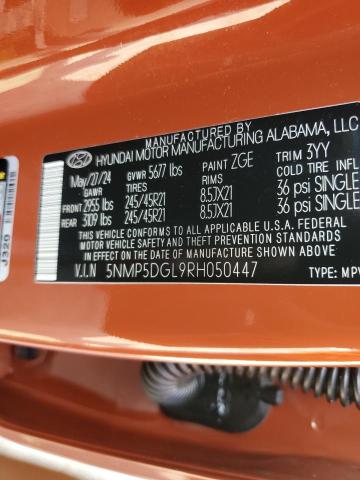 MANUFACTURED BY
HYUNDAI MOTOR MANUFACTURING ALABAMA, LLC
May/27/24 GVWR 5677 lbs PAINT ZGE TRIM 3YY
GAWR TIRES RIMS COLD TIRE INFL
FRONT 2955 lbs 245/45R21 8.5JX21 36 psi SINGLE
REAR 3109 lbs 245/45R21 8.5JX21 36 psi SINGLE
THIS VEHICLE CONFORMS TO ALL APPLICABLE U.S.A. FEDERAL
MOTOR VEHICLE SAFETY, BUMPER, AND THEFT PREVENTION
STANDARDS IN EFFECT ON THE DATE OF MANUFACTURE SHOWN ABOVE.
V.I.N 5NMP5DGL9RH050447 TYPE: MPV
J320